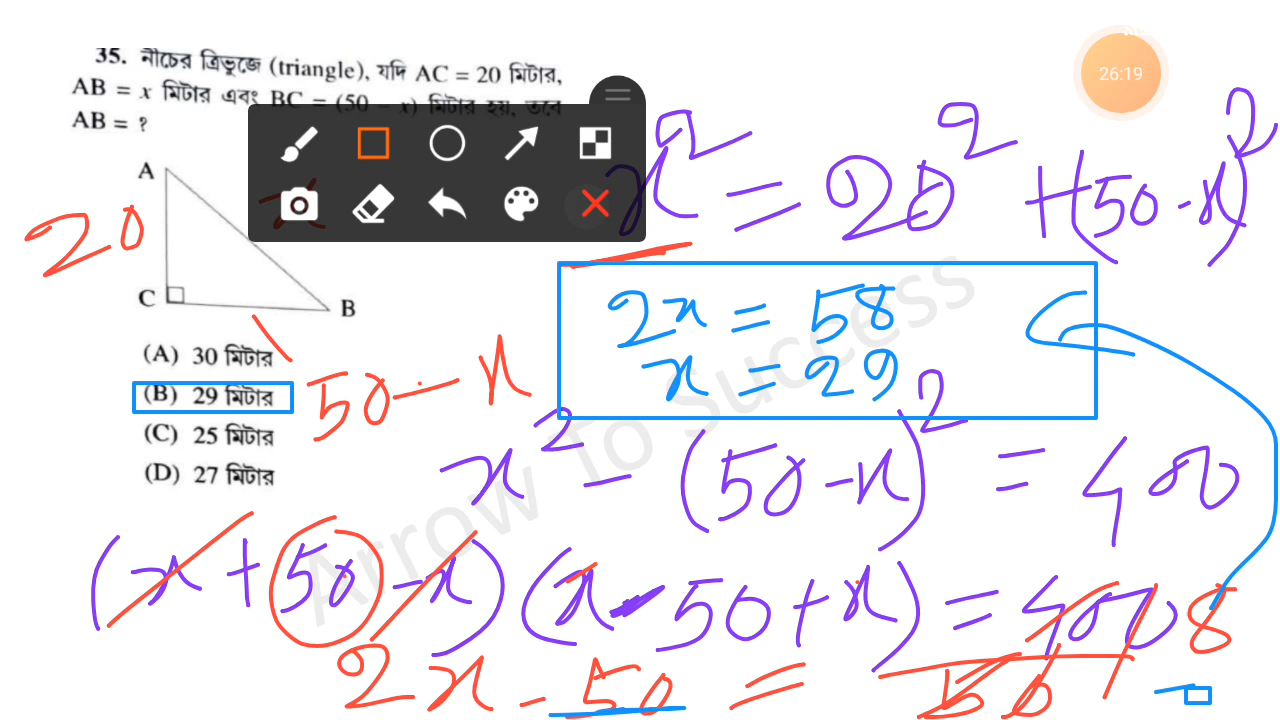 35. নীচের ত্রিভুজে (triangle), যদি AC = 20 মিটার,
AB = x মিটার এবং BC = (50 – x) মিটার হয়, তবে
AB = ?
26:19
A
20
C
B
50 - x
(A) 30 মিটার
(B) 29 মিটার
(C) 25 মিটার
(D) 27 মিটার
x² = 20² + (50 - x)²
2x = 58
x = 29
x² - (50 - x)² = 400
(x + 50 - x) (x - 50 + x) = 400 8
2x - 50 = 50
Arrow To Success